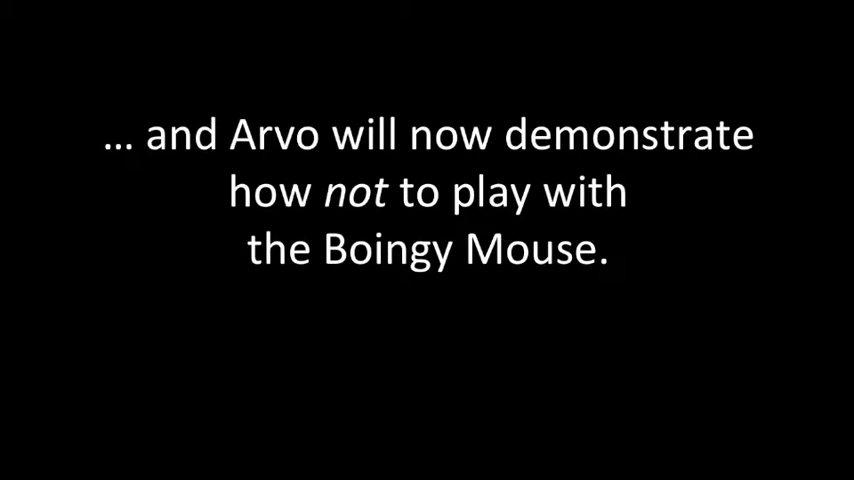 ... and Arvo will now demonstrate
how not to play with
the Boingy Mouse.